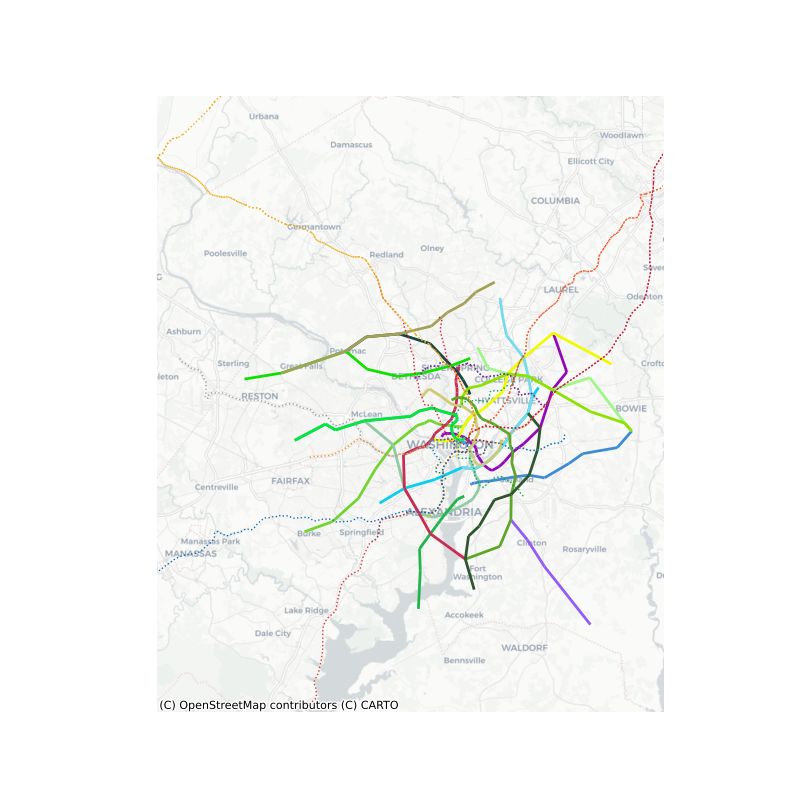 Urbana
Woodlawn
Damascus
Ellicott City
COLUMBIA
Germantown
Olney
Poolesville
Redland
LAUREL
Odenton
Ashburn
Potomac
Sterling
Great Falls
SILVER SPRING
BETHESDA
COLLEGE PARK
RESTON
HYATTSVILLE
BOWIE
McLean
WASHINGTON
FAIRFAX
Centreville
ALEXANDRIA
Burke
Springfield
Manassas Park
Clinton
MANASSAS
Rosaryville
Fort
Washington
Lake Ridge
Accokeek
Dale City
WALDORF
Bennsville
(C) OpenStreetMap contributors (C) CARTO